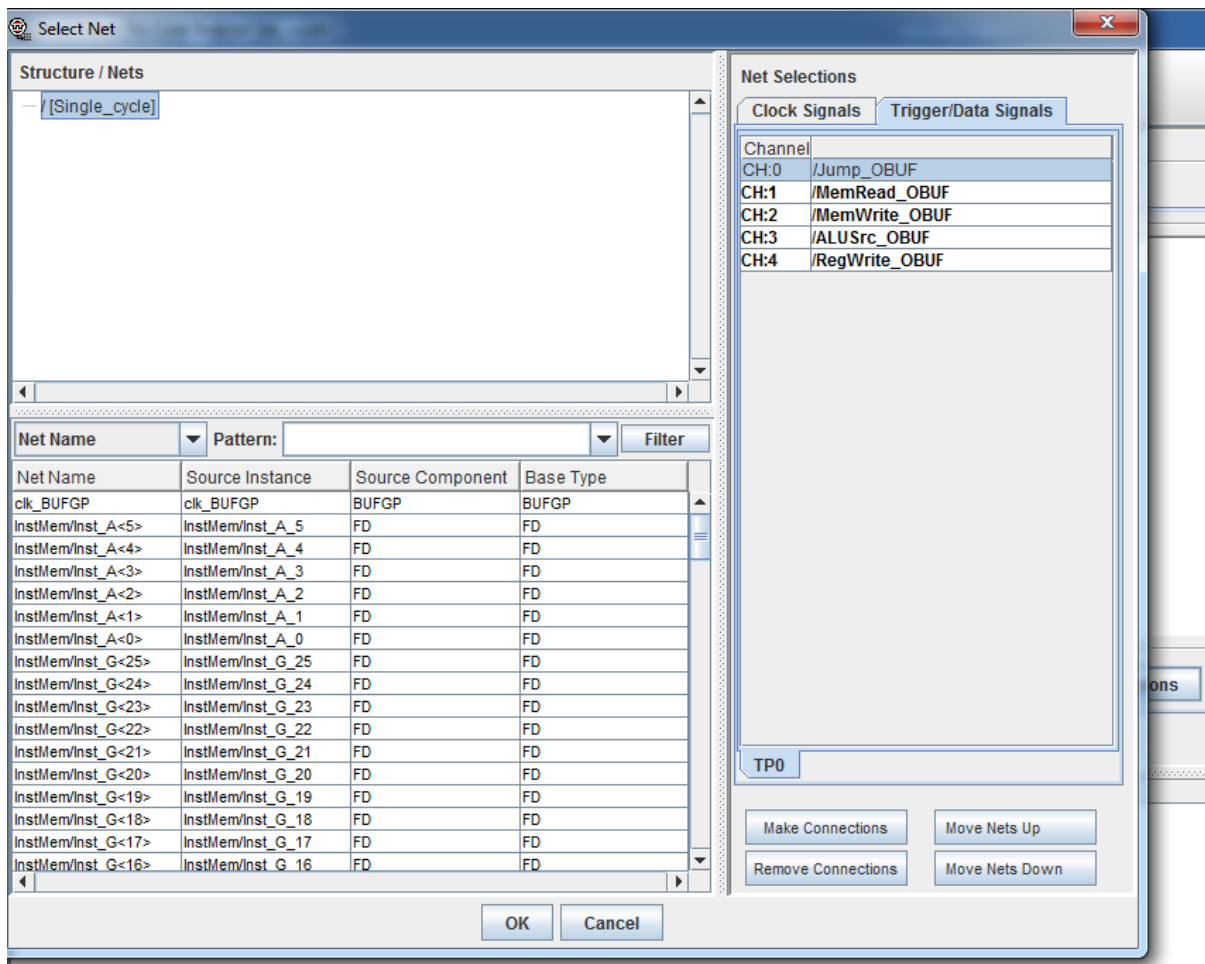 Select Net
Structure / Nets
/ [Single_cycle]
Net Name Pattern: Filter
Net Name Source Instance Source Component Base Type
clk_BUFGP clk_BUFGP BUFGP BUFGP
InstMem/Inst_A<5> InstMem/Inst_A_5 FD FD
InstMem/Inst_A<4> InstMem/Inst_A_4 FD FD
InstMem/Inst_A<3> InstMem/Inst_A_3 FD FD
InstMem/Inst_A<2> InstMem/Inst_A_2 FD FD
InstMem/Inst_A<1> InstMem/Inst_A_1 FD FD
InstMem/Inst_A<0> InstMem/Inst_A_0 FD FD
InstMem/Inst_G<25> InstMem/Inst_G_25 FD FD
InstMem/Inst_G<24> InstMem/Inst_G_24 FD FD
InstMem/Inst_G<23> InstMem/Inst_G_23 FD FD
InstMem/Inst_G<22> InstMem/Inst_G_22 FD FD
InstMem/Inst_G<21> InstMem/Inst_G_21 FD FD
InstMem/Inst_G<20> InstMem/Inst_G_20 FD FD
InstMem/Inst_G<19> InstMem/Inst_G_19 FD FD
InstMem/Inst_G<18> InstMem/Inst_G_18 FD FD
InstMem/Inst_G<17> InstMem/Inst_G_17 FD FD
InstMem/Inst_G<16> InstMem/Inst_G_16 FD FD
Net Selections
Clock Signals Trigger/Data Signals
Channel
CH:0 /Jump_OBUF
CH:1 /MemRead_OBUF
CH:2 /MemWrite_OBUF
CH:3 /ALUSrc_OBUF
CH:4 /RegWrite_OBUF
TP0
Make Connections Move Nets Up
Remove Connections Move Nets Down
OK Cancel
ons